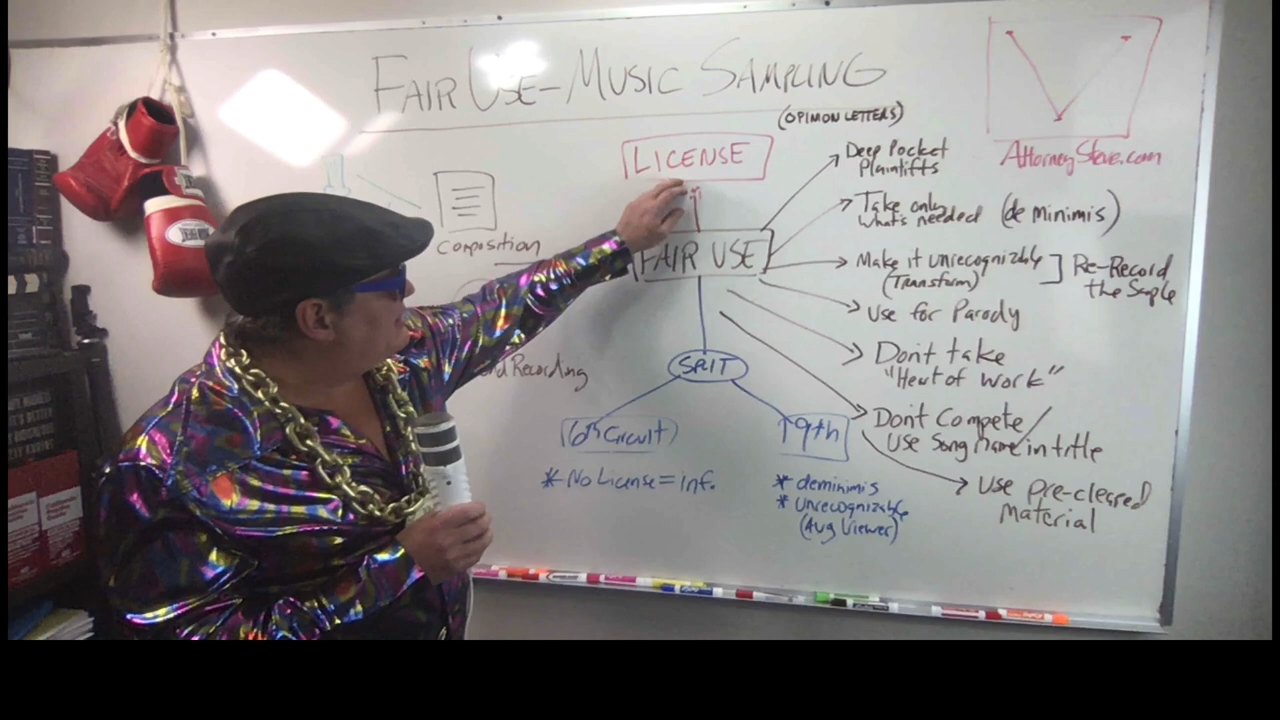 FAIR USE - MUSIC SAMPLING
(OPINION LETTERS)
AttorneySteve.com
LICENSE
Composition
FAIR USE
Deep Pocket
Plaintiffs
Take only
what's needed (de minimis)
Make it unrecognizable
(Transform)
Re-Record
the Sample
Use for Parody
Don't take
"Heart of Work"
Don't Compete/
Use Song name in title
Use pre-cleared
Material
nd Recording
SPLIT
6th Circuit
* No License = inf.
9th
* deminimis
* unrecognizable
(Avg Viewer)